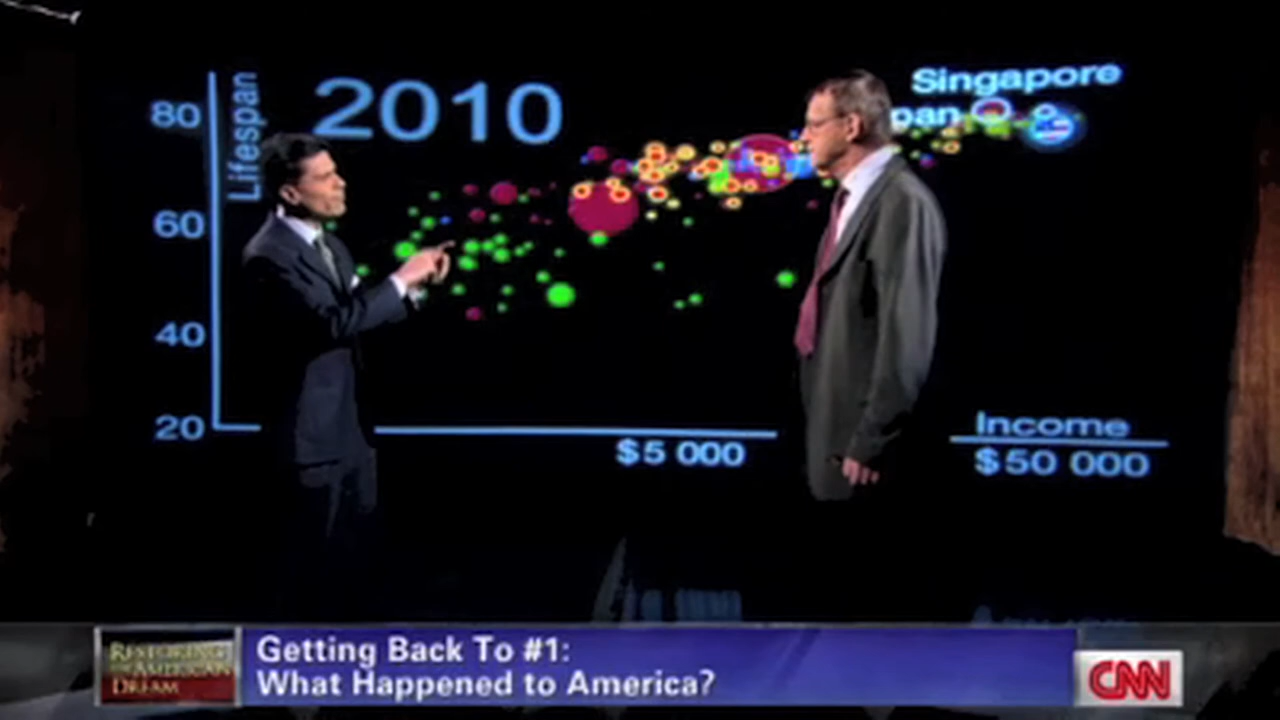 Singapore
pan
2010
Lifespan
80
60
40
20
Income
$5 000
$50 000
RESTORING
THE AMERICAN
DREAM
Getting Back To #1:
What Happened to America?
CNN